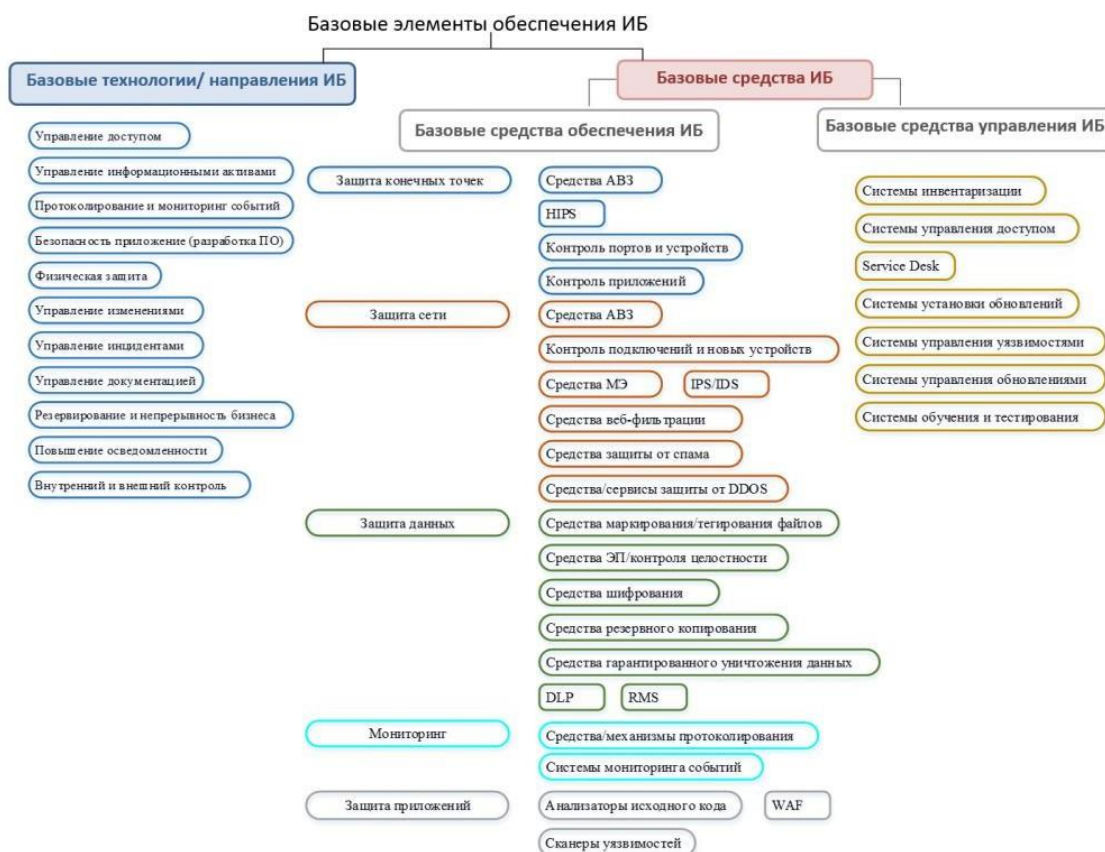 Базовые элементы обеспечения ИБ
Базовые технологии/ направления ИБ
Базовые средства ИБ
Базовые средства обеспечения ИБ
Базовые средства управления ИБ
Управление доступом
Управление информационными активами
Протоколирование и мониторинг событий
Безопасность приложение (разработка ПО)
Физическая защита
Управление изменениями
Управление инцидентами
Управление документацией
Резервирование и непрерывность бизнеса
Повышение осведомленности
Внутренний и внешний контроль
Защита конечных точек
Средства АВЗ
HIPS
Контроль портов и устройств
Контроль приложений
Защита сети
Средства АВЗ
Контроль подключений и новых устройств
Средства МЭ
IPS/IDS
Средства веб-фильтрации
Средства защиты от спама
Средства/сервисы защиты от DDOS
Защита данных
Средства маркирования/тегирования файлов
Средства ЭП/контроля целостности
Средства шифрования
Средства резервного копирования
Средства гарантированного уничтожения данных
DLP
RMS
Мониторинг
Средства/механизмы протоколирования
Системы мониторинга событий
Защита приложений
Анализаторы исходного кода
WAF
Сканеры уязвимостей
Системы инвентаризации
Системы управления доступом
Service Desk
Системы установки обновлений
Системы управления уязвимостями
Системы управления обновлениями
Системы обучения и тестирования